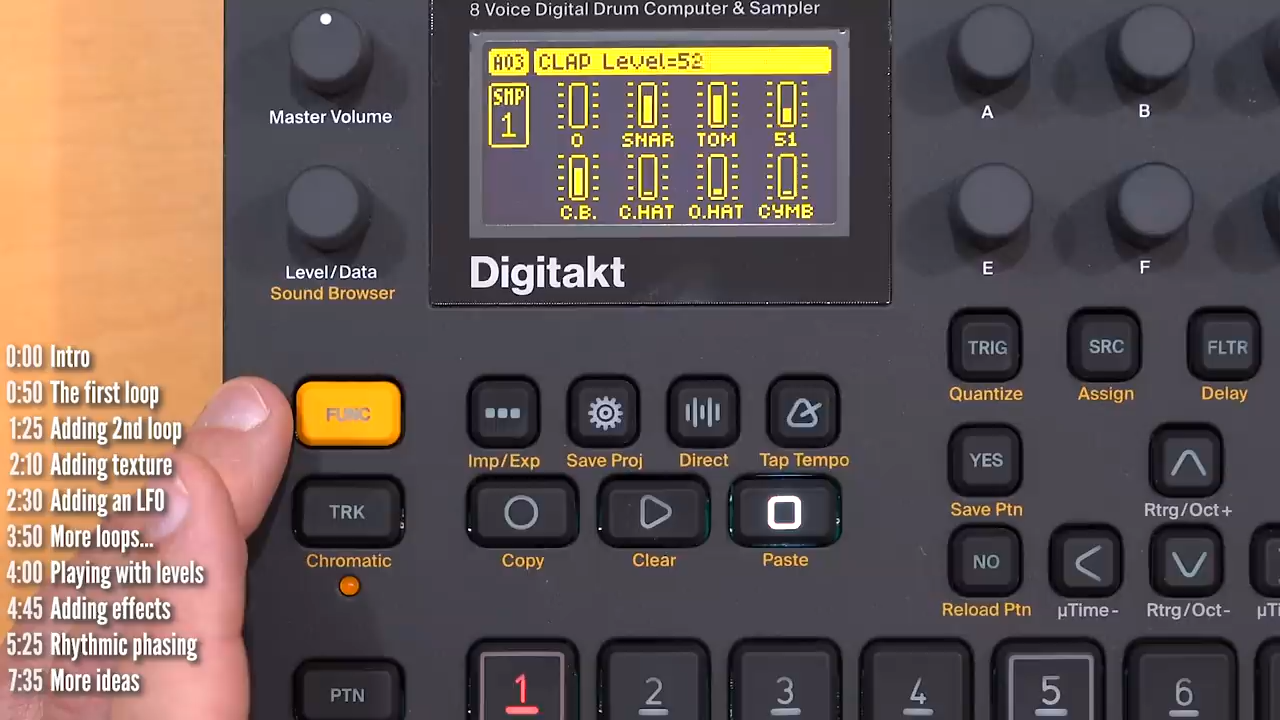 8 Voice Digital Drum Computer & Sampler
A03 CLAP Level=52
SMP
1
0 SNAR TOM 51
C.B. C.HAT O.HAT CYMB
Digitakt
Master Volume
Level/Data
Sound Browser
A B
E F
TRIG SRC FLTR
Quantize Assign Delay
FUNC
Imp/Exp Save Proj Direct Tap Tempo
YES
Save Ptn
Rtrg/Oct+
TRK
Chromatic
Copy Clear Paste
NO
Reload Ptn μTime- Rtrg/Oct- μTi
PTN
1 2 3 4 5 6
0:00 Intro
0:50 The first loop
1:25 Adding 2nd loop
2:10 Adding texture
2:30 Adding an LFO
3:50 More loops...
4:00 Playing with levels
4:45 Adding effects
5:25 Rhythmic phasing
7:35 More ideas